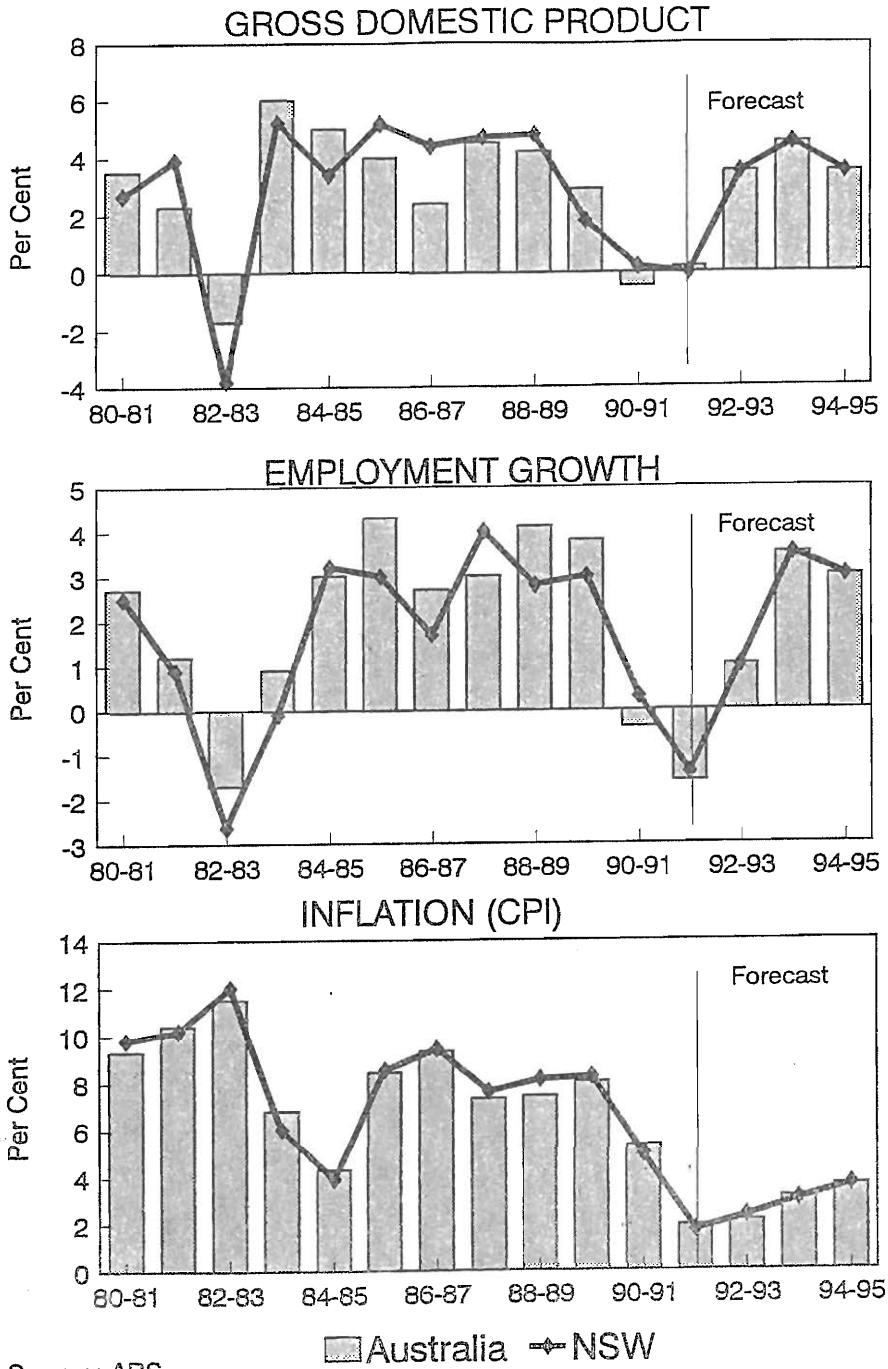 GROSS DOMESTIC PRODUCT
8
6
4
2
0
-2
-4
Per Cent
Forecast
80-81 82-83 84-85 86-87 88-89 90-91 92-93 94-95
EMPLOYMENT GROWTH
5
4
3
2
1
0
-1
-2
-3
Per Cent
Forecast
80-81 82-83 84-85 86-87 88-89 90-91 92-93 94-95
INFLATION (CPI)
14
12
10
8
6
4
2
0
Per Cent
Forecast
80-81 82-83 84-85 86-87 88-89 90-91 92-93 94-95
Australia NSW
ABS